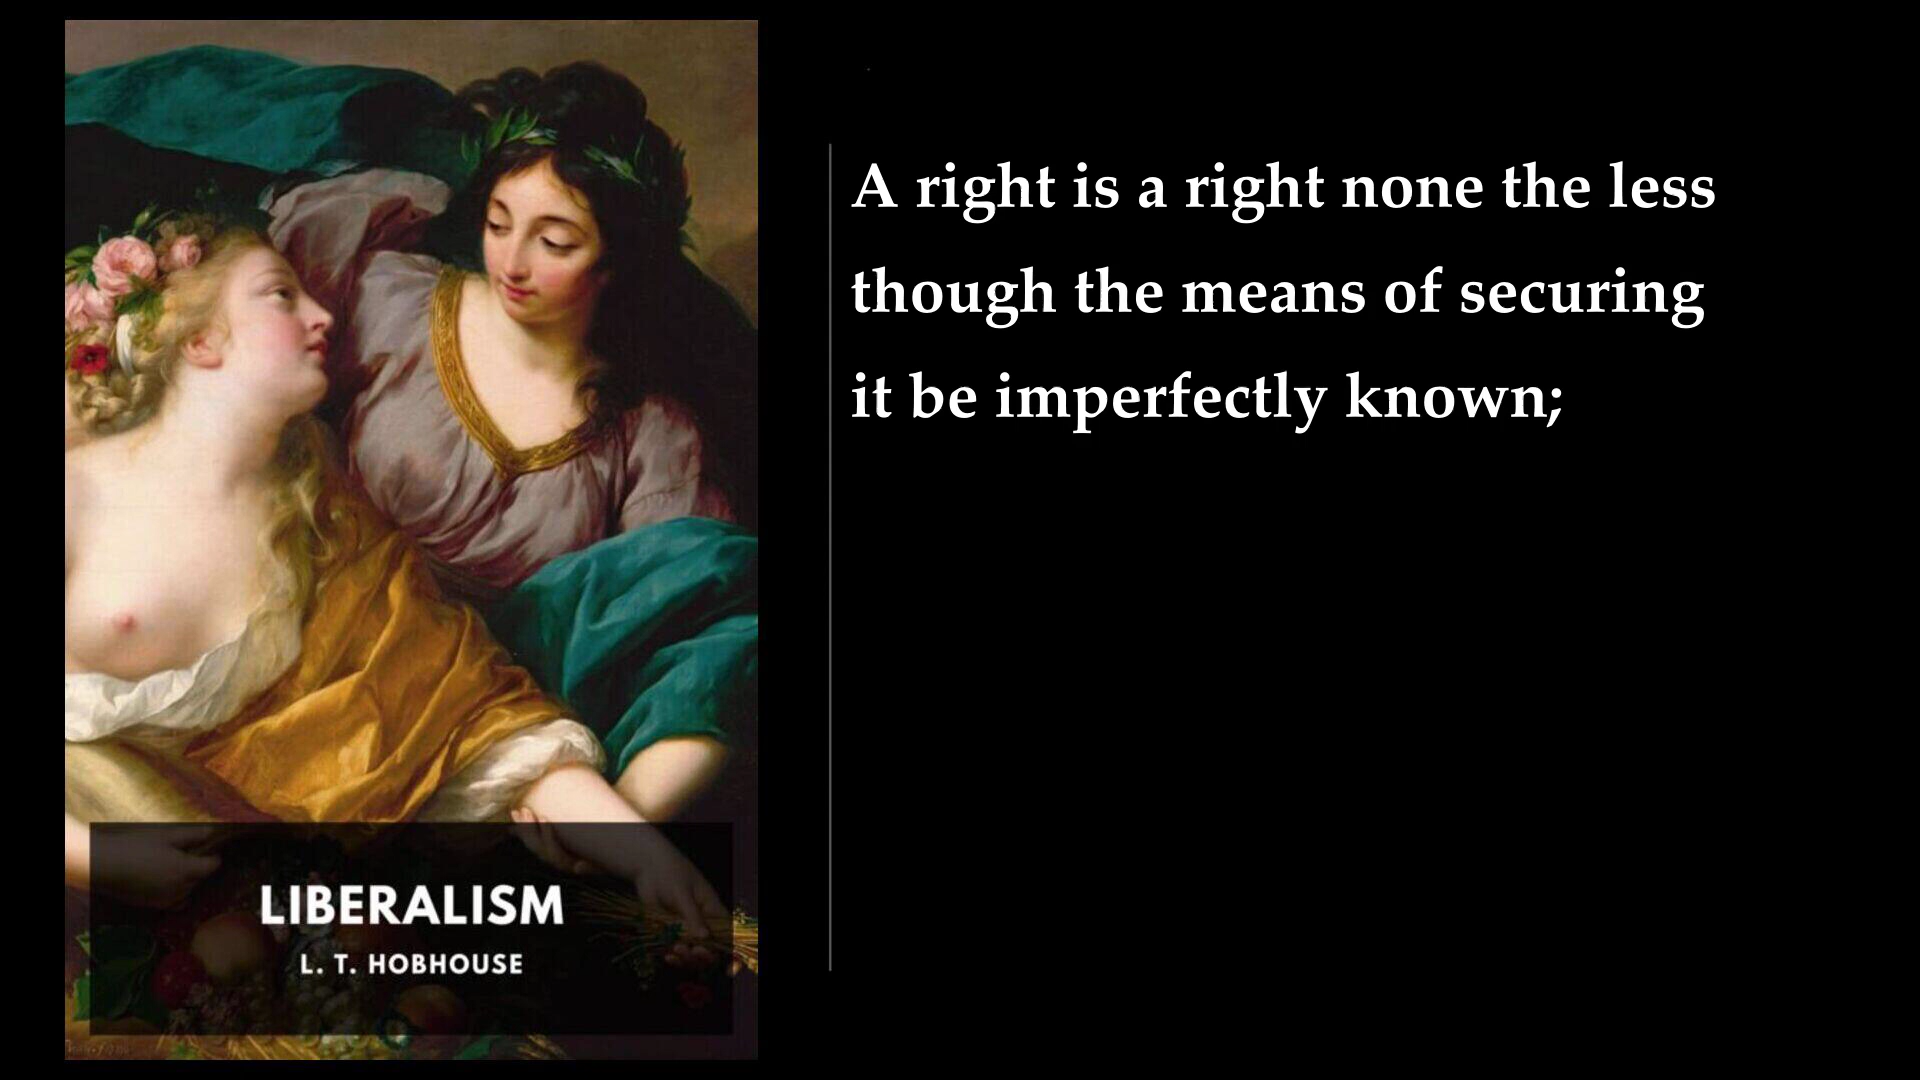 A right is a right none the less
though the means of securing
it be imperfectly known;
LIBERALISM
L. T. HOBHOUSE